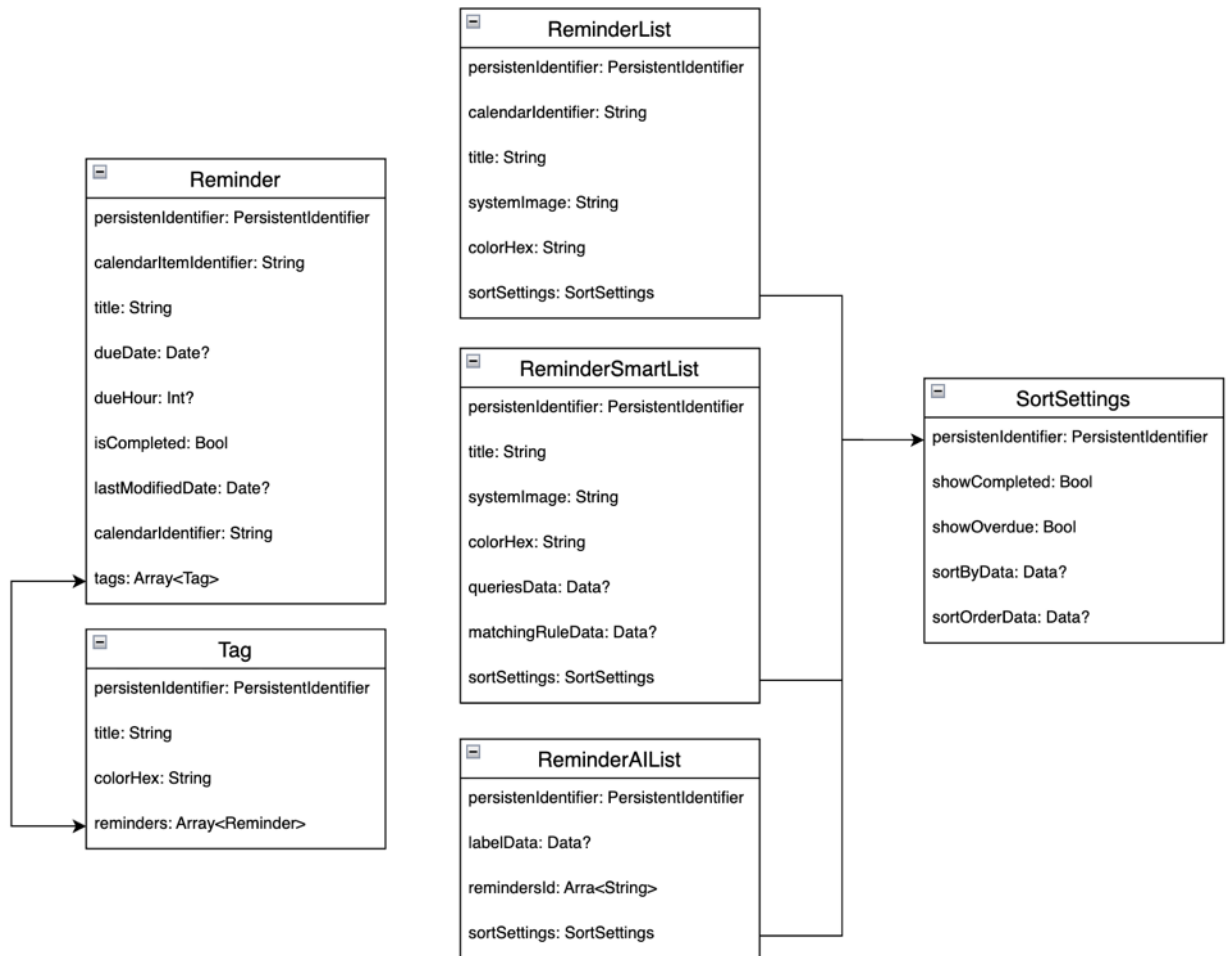 ReminderList
persistenIdentifier: PersistentIdentifier
calendarIdentifier: String
title: String
systemImage: String
colorHex: String
sortSettings: SortSettings
Reminder
persistenIdentifier: PersistentIdentifier
calendarItemIdentifier: String
title: String
dueDate: Date?
dueHour: Int?
isCompleted: Bool
lastModifiedDate: Date?
calendarIdentifier: String
tags: Array<Tag>
ReminderSmartList
persistenIdentifier: PersistentIdentifier
title: String
systemImage: String
colorHex: String
queriesData: Data?
matchingRuleData: Data?
sortSettings: SortSettings
SortSettings
persistenIdentifier: PersistentIdentifier
showCompleted: Bool
showOverdue: Bool
sortByData: Data?
sortOrderData: Data?
Tag
persistenIdentifier: PersistentIdentifier
title: String
colorHex: String
reminders: Array<Reminder>
ReminderAIList
persistenIdentifier: PersistentIdentifier
labelData: Data?
remindersId: Arra<String>
sortSettings: SortSettings